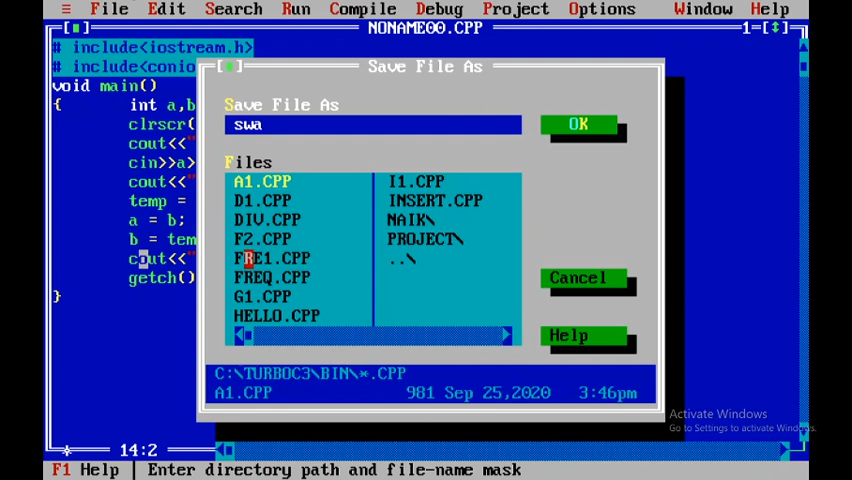 ≡ File Edit Search Run Compile Debug Project Options Window Help
NONAME00.CPP 1=[↕]
# include<iostream.h>
# include<conio
void main()
{ int a,b
clrscr(
cout<<"
cin>>a>
cout<<"
temp =
a = b;
b = tem
cout<<"
getch()
}
Save File As
Save File As
swa
OK
Files
A1.CPP I1.CPP
D1.CPP INSERT.CPP
DIV.CPP NAIK\
F2.CPP PROJECT\
FRE1.CPP ..\
FREQ.CPP
G1.CPP
HELLO.CPP
Cancel
Help
C:\TURBOC3\BIN\*.CPP
A1.CPP 981 Sep 25,2020 3:46pm
Activate Windows
Go to Settings to activate Windows.
14:2
F1 Help │ Enter directory path and file-name mask